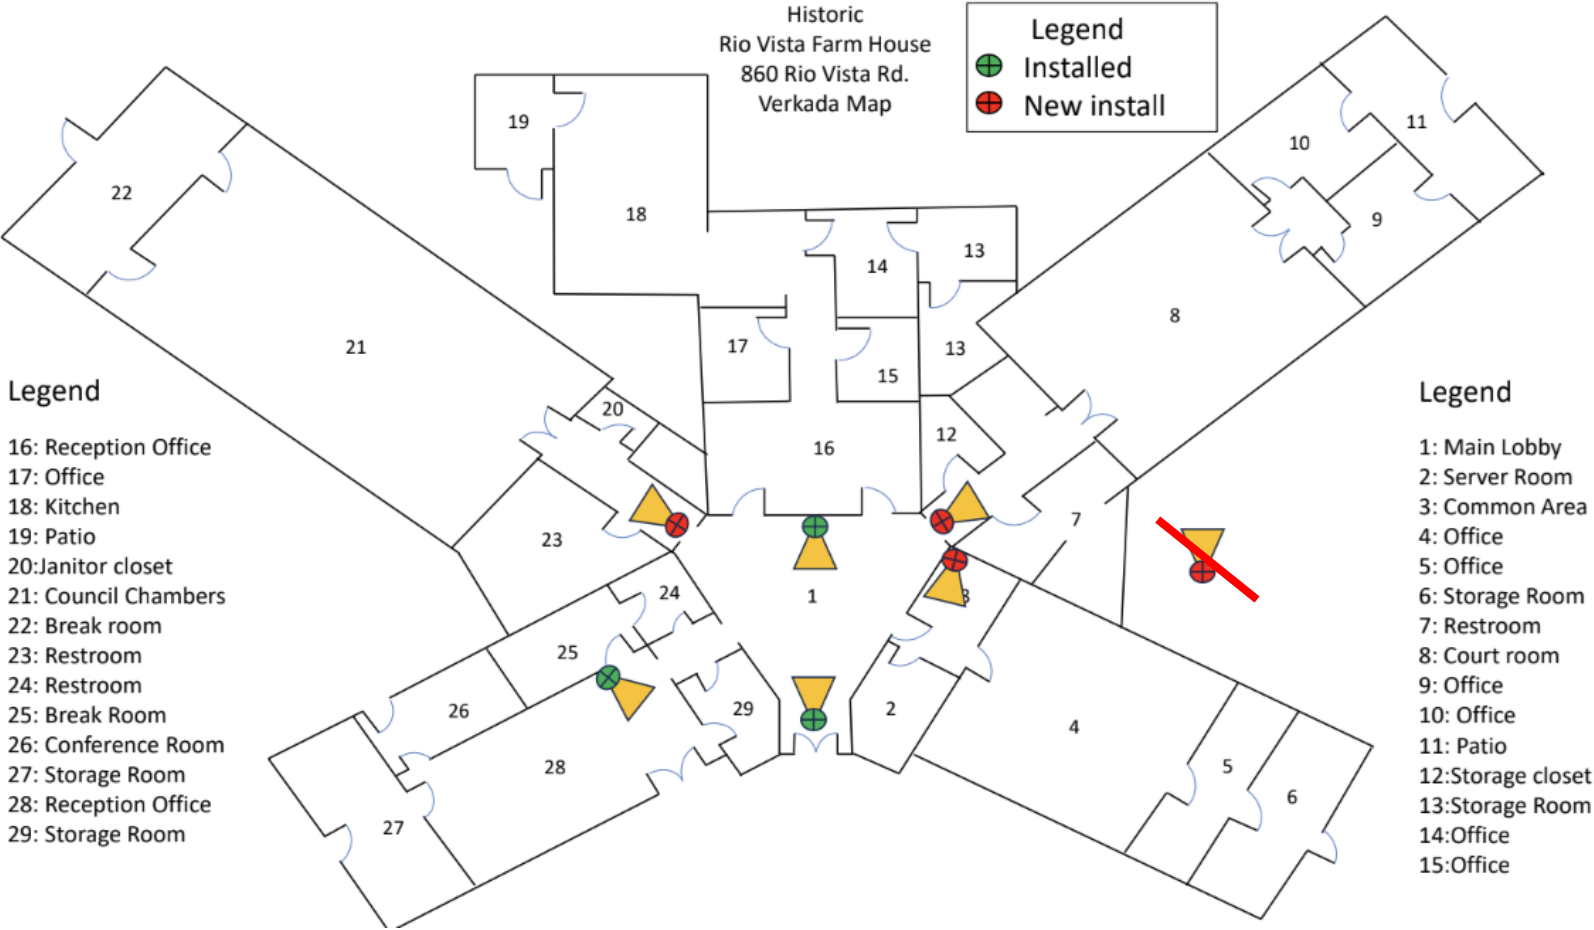 Historic
Rio Vista Farm House
860 Rio Vista Rd.
Verkada Map
Legend
Installed
New install
19
22
18
10
11
9
14
13
8
21
17
13
15
20
12
16
23
7
24
1
3
25
26
29
2
4
28
5
6
27
Legend
16: Reception Office
17: Office
18: Kitchen
19: Patio
20:Janitor closet
21: Council Chambers
22: Break room
23: Restroom
24: Restroom
25: Break Room
26: Conference Room
27: Storage Room
28: Reception Office
29: Storage Room
Legend
1: Main Lobby
2: Server Room
3: Common Area
4: Office
5: Office
6: Storage Room
7: Restroom
8: Court room
9: Office
10: Office
11: Patio
12:Storage closet
13:Storage Room
14:Office
15:Office